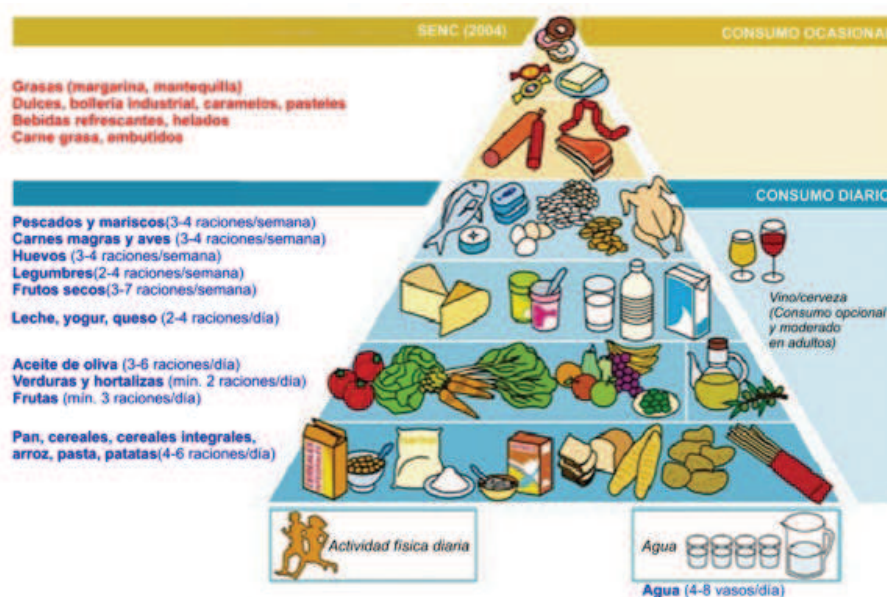 SENC (2004)
CONSUMO OCASIONAL
Grasas (margarina, mantequilla)
Dulces, bolleria industrial, caramelos, pasteles
Bebidas refrescantes, helados
Carne grasa, embutidos
CONSUMO DIARIO
Pescados y mariscos(3-4 raciones/semana)
Carnes magras y aves (3-4 raciones/semana)
Huevos (3-4 raciones/semana)
Legumbres(2-4 raciones/semana)
Frutos secos(3-7 raciones/semana)
Leche, yogur, queso (2-4 raciones/día)
Vino/cerveza
(Consumo opcional
y moderado
en adultos)
Aceite de oliva (3-6 raciones/día)
Verduras y hortalizas (mín. 2 raciones/día)
Frutas (mín. 3 raciones/día)
Pan, cereales, cereales integrales,
arroz, pasta, patatas(4-6 raciones/día)
Actividad física diaria
Agua
Agua (4-8 vasos/día)